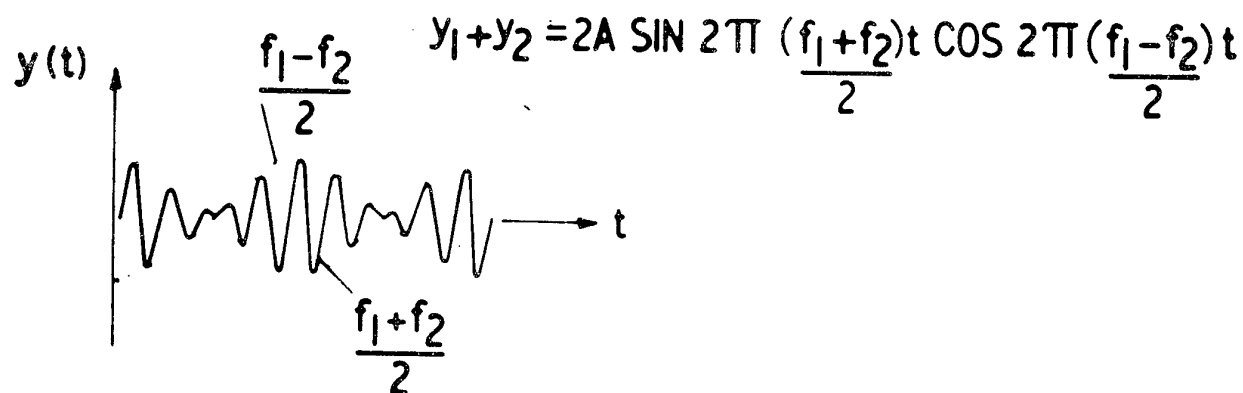 y₁+y₂ = 2A SIN 2π (f₁+f₂)/2 t COS 2π (f₁-f₂)/2 t
y(t)
f₁-f₂
2
t
f₁+f₂
2